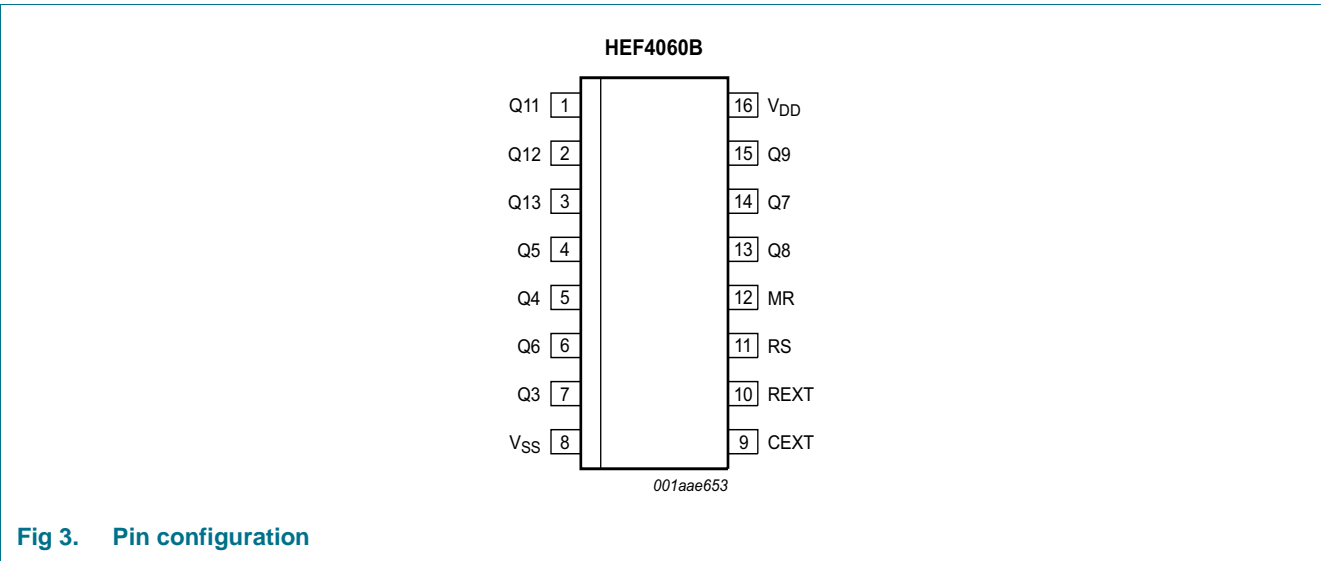 HEF4060B
Q11 1 16 VDD
Q12 2 15 Q9
Q13 3 14 Q7
Q5 4 13 Q8
Q4 5 12 MR
Q6 6 11 RS
Q3 7 10 REXT
VSS 8 9 CEXT
001aae653
Fig 3. Pin configuration